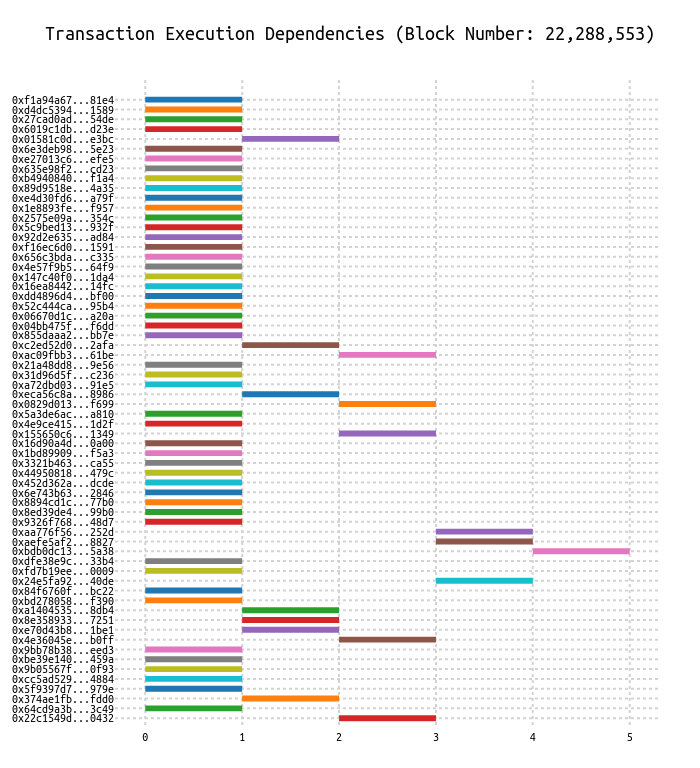 Transaction Execution Dependencies (Block Number: 22,288,553)
0xf1a94a67...81e4
0xd4dc5394...1589
0x27cad0ad...54de
0x6019c1db...d23e
0x01581c0d...e3bc
0x6e3deb98...5e23
0xe27013c6...efe5
0x635e98f2...cd23
0xb4940840...f1a4
0x89d9518e...4a35
0xe4d30fd6...a79f
0x1e8893fe...f957
0x2575e09a...354c
0x5c9bed13...932f
0x92d2e635...ad84
0xf16ec6d0...1591
0x656c3bda...c335
0x4e57f9b5...64f9
0x147c40f0...1da4
0x16ea8442...14fc
0xdd4896d4...bf00
0x52c444ca...95b4
0x06670d1c...a20a
0x04bb475f...f6dd
0x855daaa2...bb7e
0xc2ed52d0...2afa
0xac09fbb3...61be
0x21a48dd8...9e56
0x31d96d5f...c236
0xa72dbd03...91e5
0xeca56c8a...8986
0x0829d013...f699
0x5a3de6ac...a810
0x4e9ce415...1d2f
0x155650c6...1349
0x16d90a4d...0a00
0x1bd89909...f5a3
0x3321b463...ca55
0x44950818...479c
0x452d362a...dcde
0x6e743b63...2846
0x8894cd1c...77b0
0x8ed39de4...99b0
0x9326f768...48d7
0xaa776f56...252d
0xaefe5af2...8827
0xbdb0dc13...5a38
0xdfe38e9c...33b4
0xfd7b19ee...0009
0x24e5fa92...40de
0x84f6760f...bc22
0xbd278058...f390
0xa1404535...8db4
0x8e358933...7251
0xe70d43b8...1be1
0x4e36045e...b0ff
0x9bb78b38...eed3
0xbe39e140...459a
0x9b05567f...0f93
0xcc5ad529...4884
0x5f9397d7...979e
0x374ae1fb...fdd0
0x64cd9a3b...3c49
0x22c1549d...0432
0 1 2 3 4 5